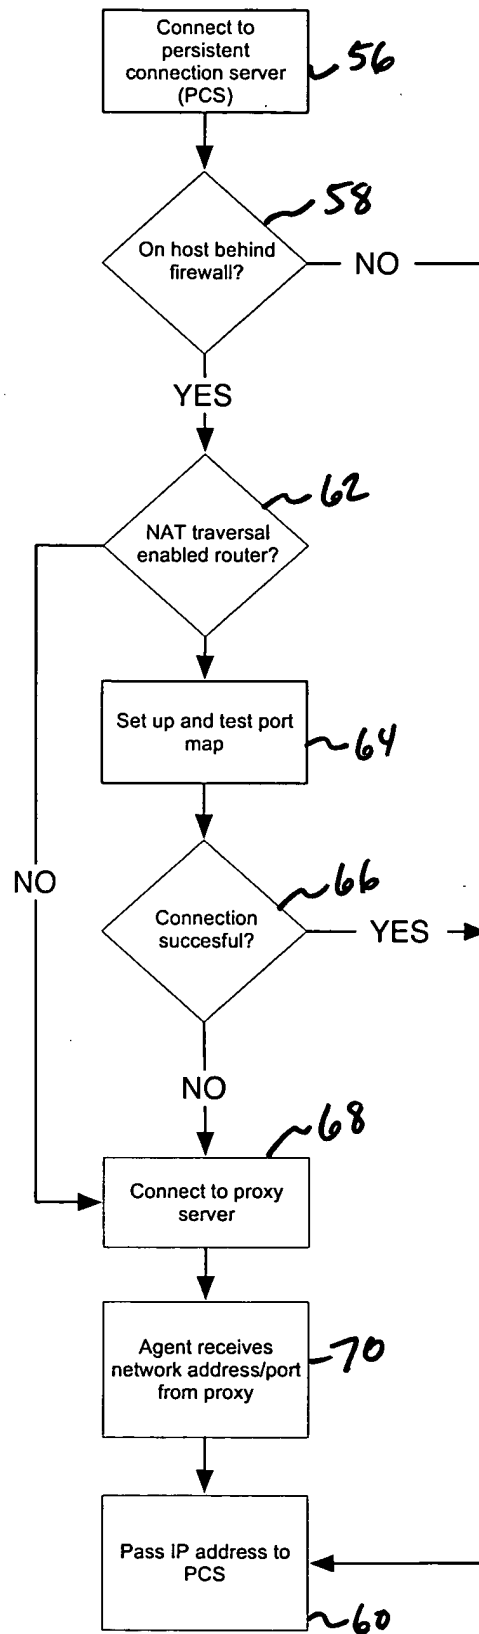 Connect to
persistent
connection server
(PCS)
56
58
On host behind
firewall?
NO
YES
62
NAT traversal
enabled router?
Set up and test port
map
64
NO
66
Connection
succesful?
YES
NO
68
Connect to proxy
server
Agent receives
network address/port
from proxy
70
Pass IP address to
PCS
60